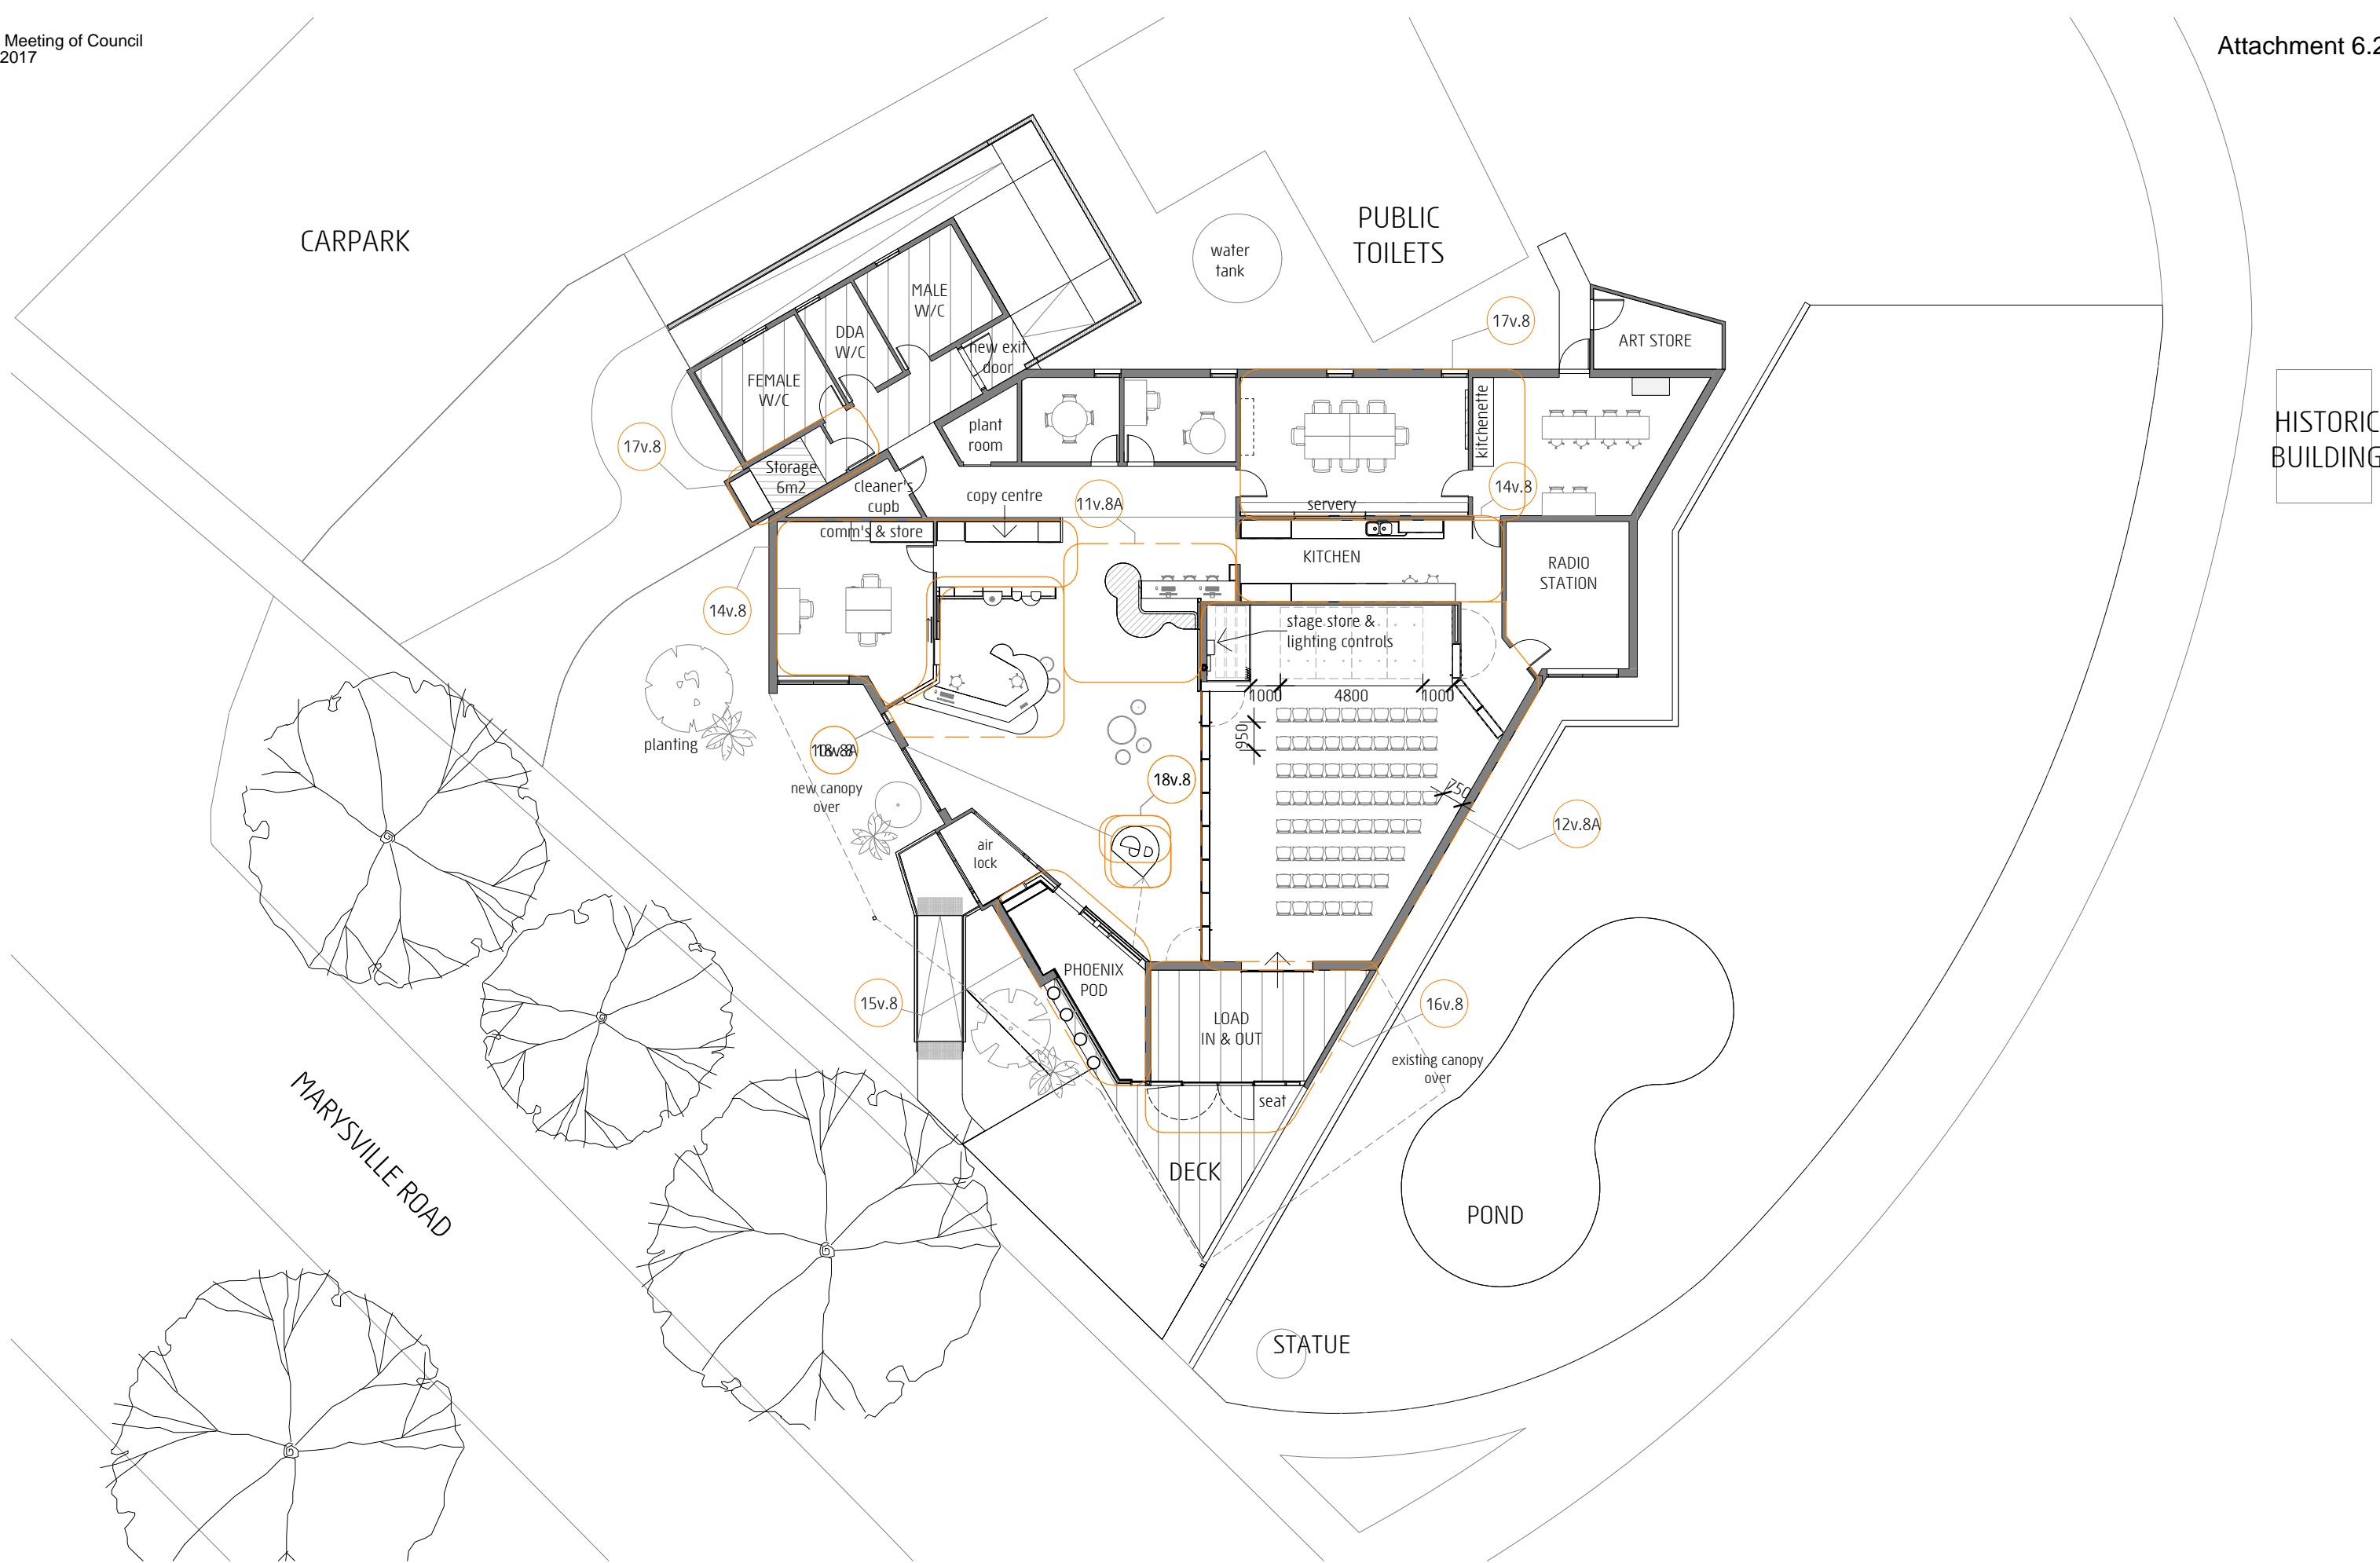 Meeting of Council
2017
Attachment 6.2
CARPARK
PUBLIC
TOILETS
water
tank
MALE
W/C
DDA
W/C
FEMALE
W/C
new exit
door
17v.8
ART STORE
plant
room
kitchenette
HISTORIC
BUILDING
17v.8
Storage
6m2
cleaner's
cupb
copy centre
11v.8A
servery
14v.8
comm's & store
KITCHEN
RADIO
STATION
14v.8
stage store &
lighting controls
1000
4800
1000
950
planting
new canopy
over
18v.8
750
12v.8A
air
lock
PHOENIX
POD
15v.8
LOAD
IN & OUT
16v.8
existing canopy
over
seat
MARYSVILLE ROAD
DECK
POND
STATUE